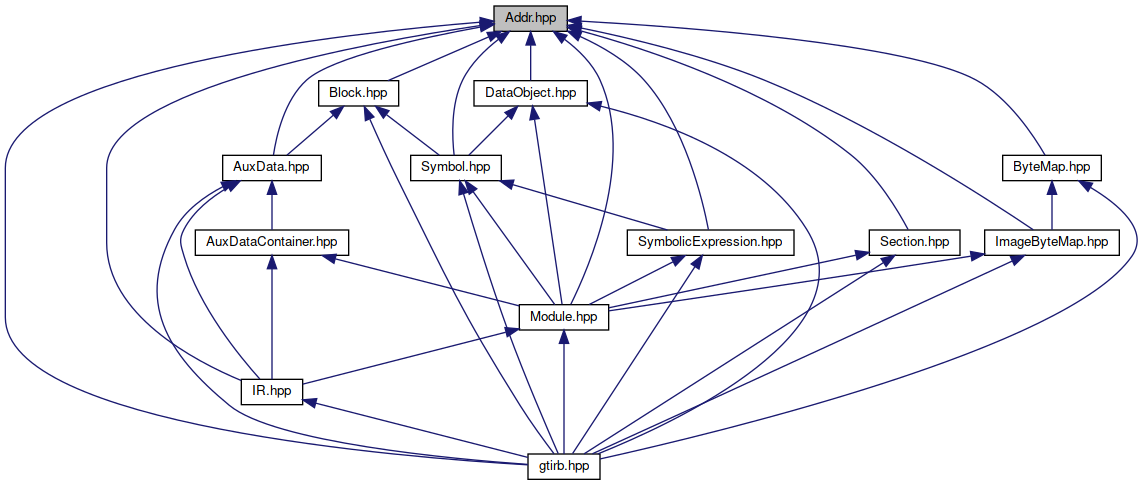 Addr.hpp
Block.hpp
DataObject.hpp
AuxData.hpp
Symbol.hpp
ByteMap.hpp
AuxDataContainer.hpp
SymbolicExpression.hpp
Section.hpp
ImageByteMap.hpp
Module.hpp
IR.hpp
gtirb.hpp